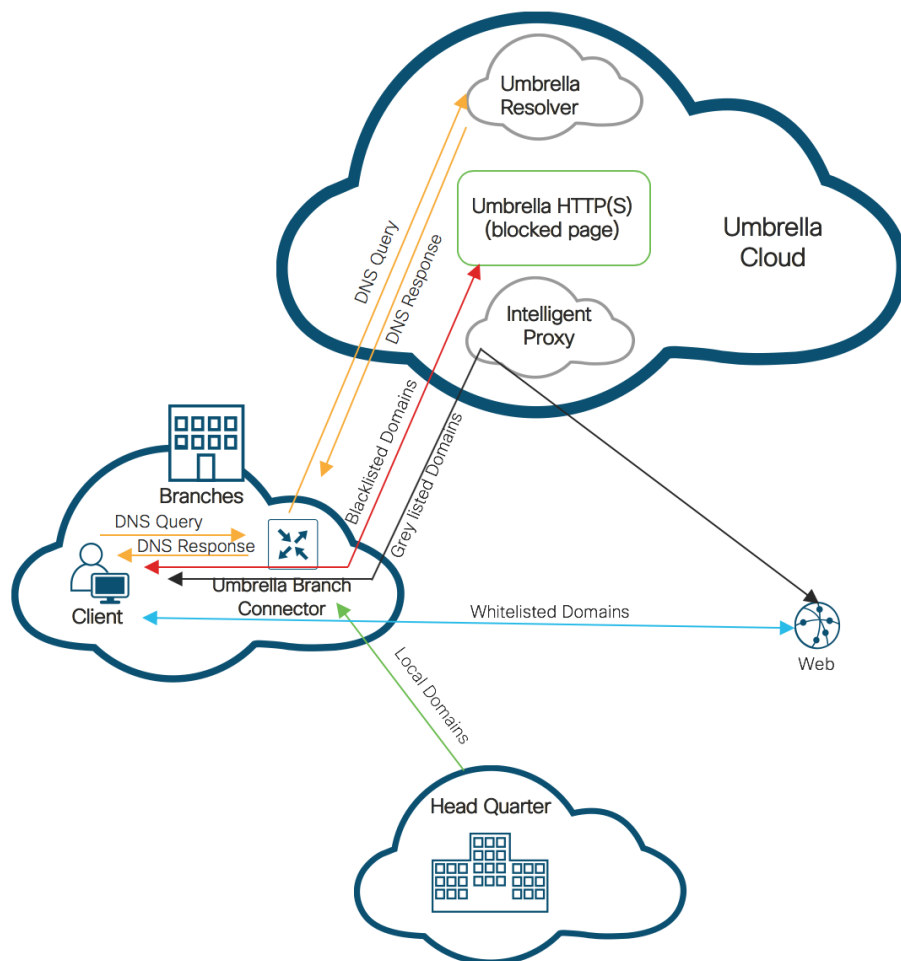 Umbrella
Resolver
Umbrella HTTP(S)
(blocked page)
Umbrella
Cloud
DNS Query
DNS Response
Intelligent
Proxy
Blacklisted Domains
Grey listed Domains
Branches
DNS Query
DNS Response
Umbrella Branch
Connector
Client
Whitelisted Domains
Web
Local Domains
Head Quarter